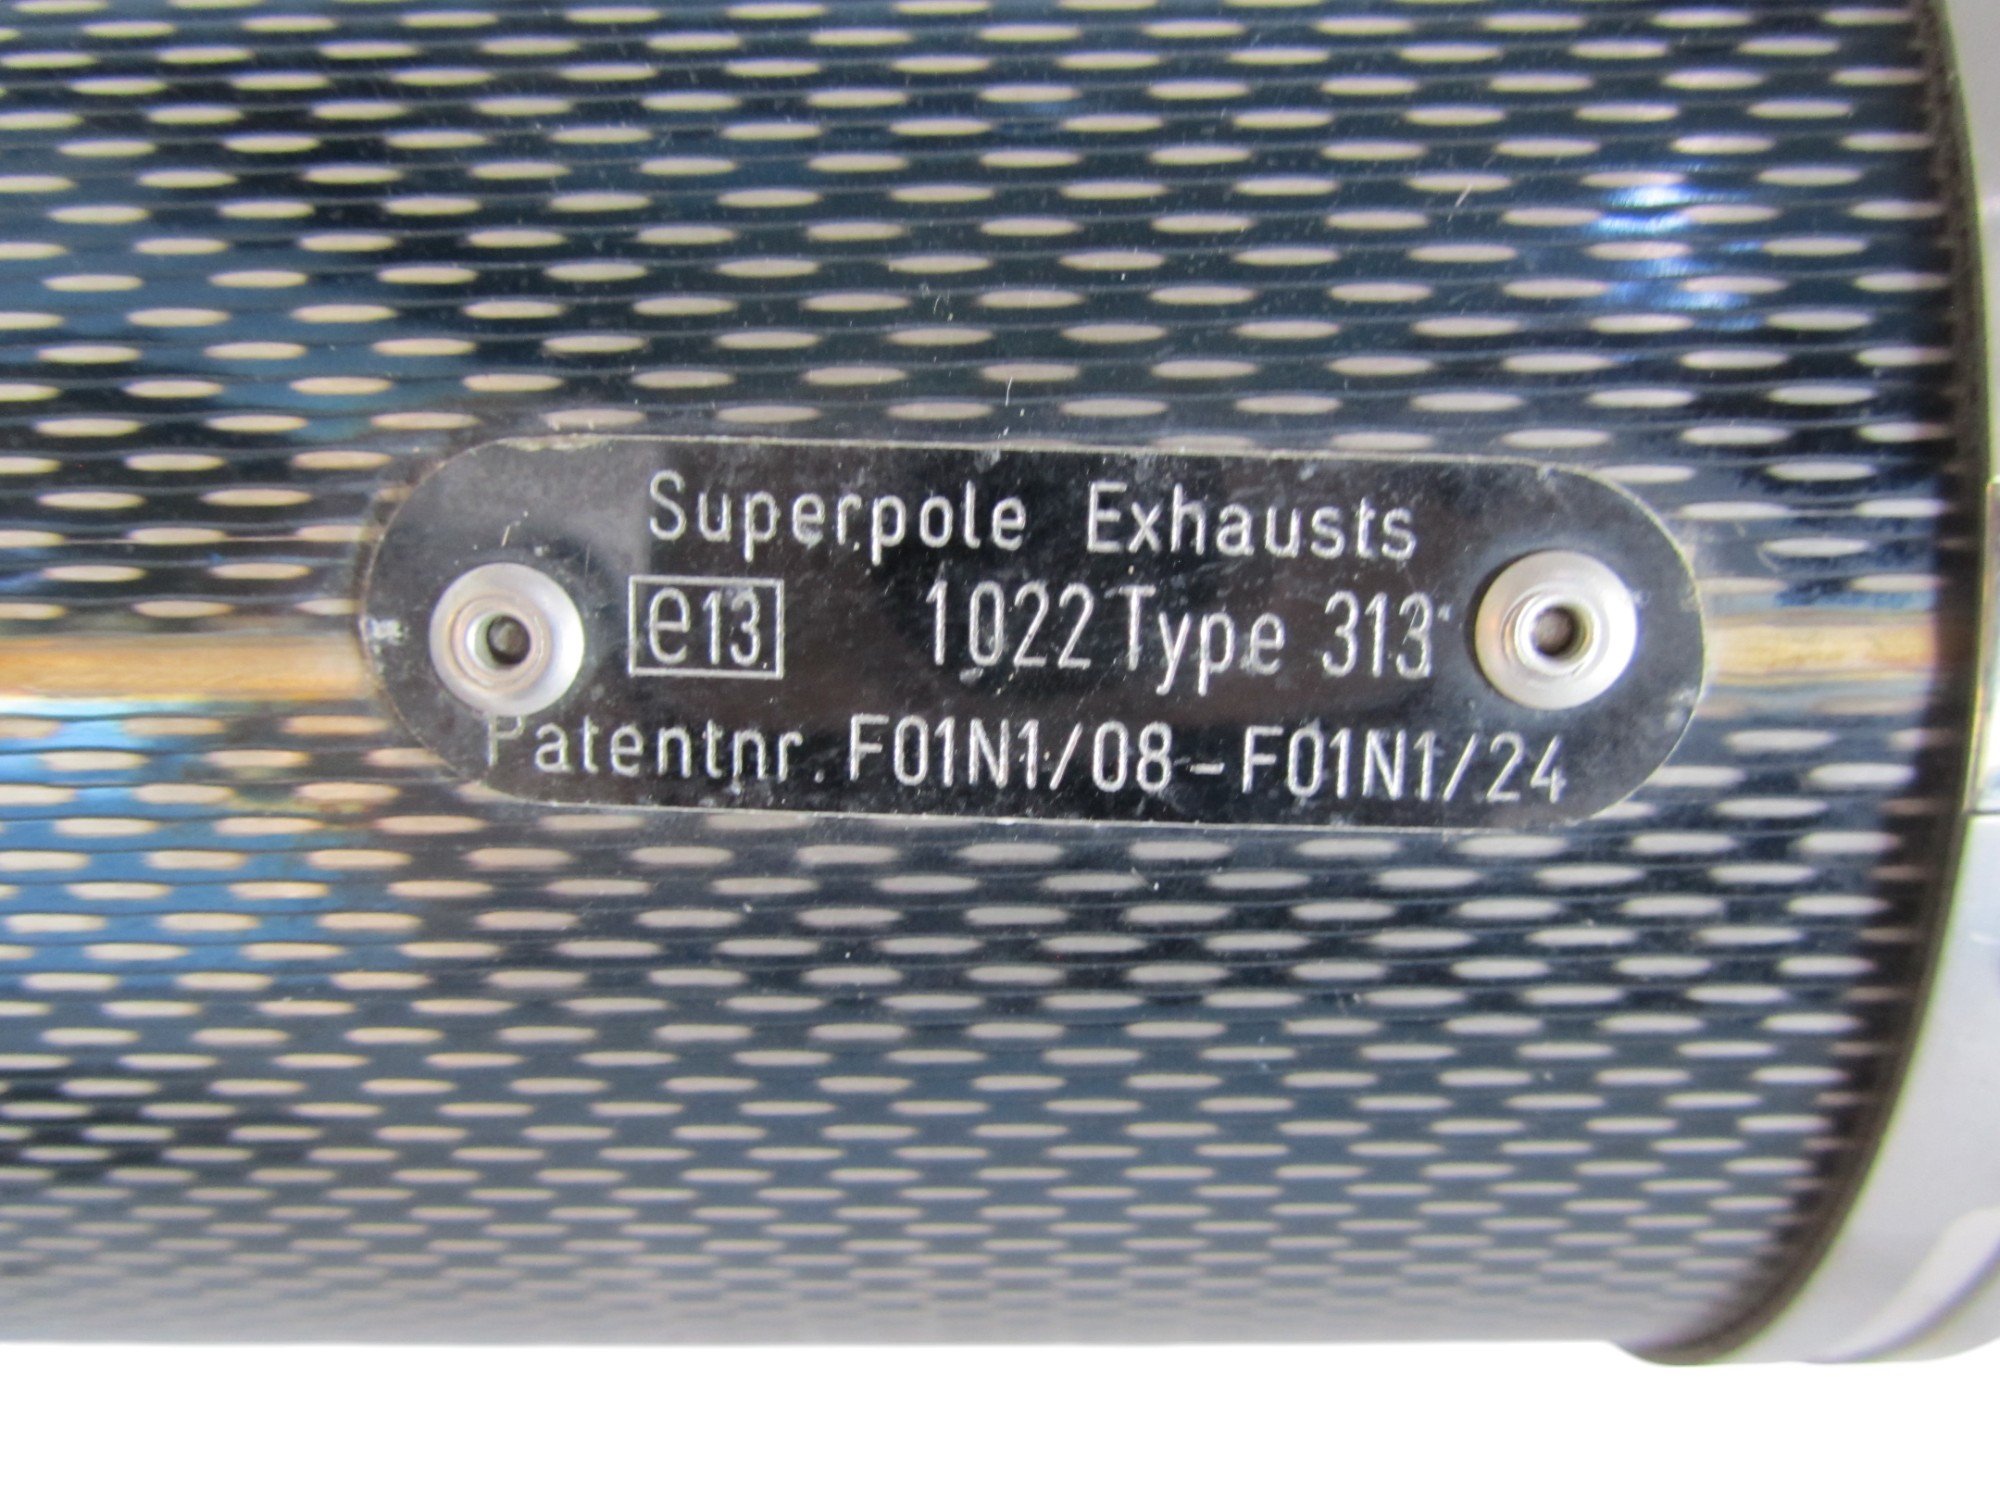 Superpole Exhausts
e13 1022 Type 313
Patentnr. F01N1/08-F01N1/24